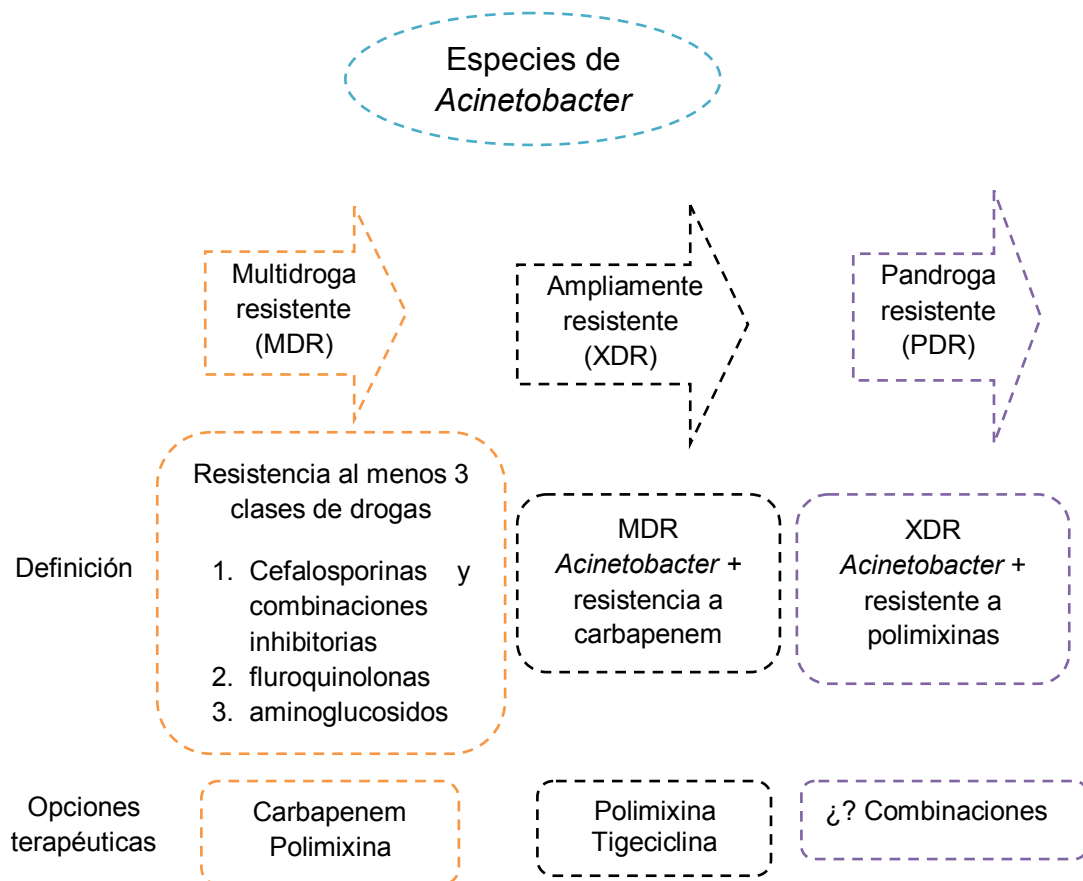 Especies de
Acinetobacter
Multidroga
resistente
(MDR)
Ampliamente
resistente
(XDR)
Pandroga
resistente
(PDR)
Definición
Resistencia al menos 3
clases de drogas
1. Cefalosporinas y
combinaciones
inhibitorias
2. fluroquinolonas
3. aminoglucosidos
MDR
Acinetobacter +
resistencia a
carbapenem
XDR
Acinetobacter +
resistente a
polimixinas
Opciones
terapéuticas
Carbapenem
Polimixina
Polimixina
Tigeciclina
¿? Combinaciones